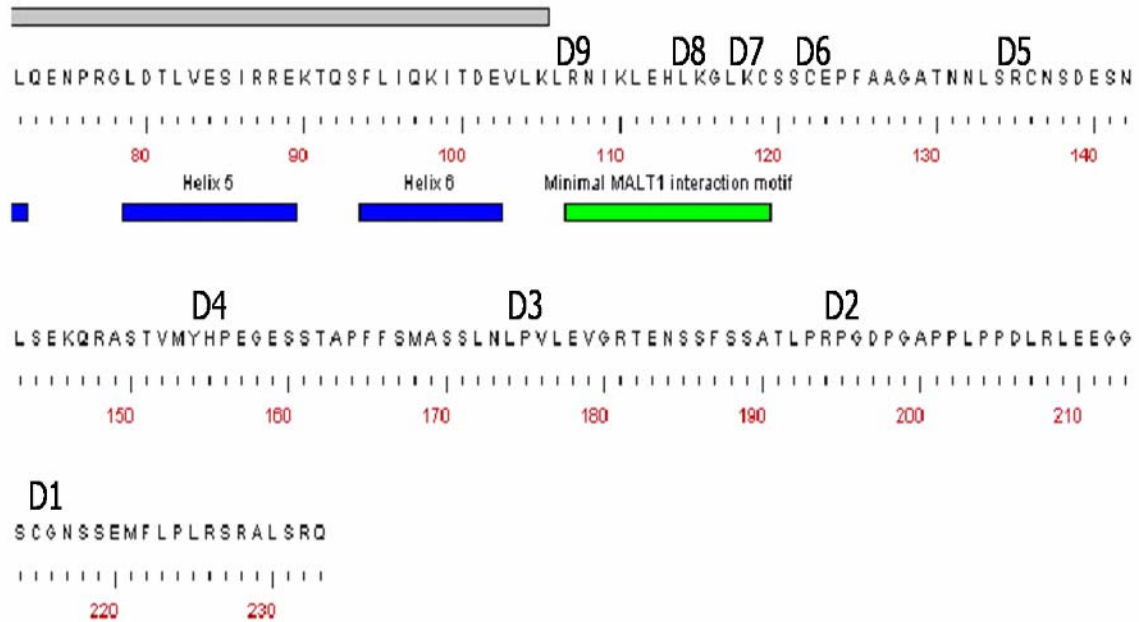 D9 D8 D7 D6 D5
LQENPRGLDTLVESIRREKTQSFLIQKITDEVLKLRNIKLEHLKGLKCSSCEPFAAGATNNLSRCNSDESN
80 90 100 110 120 130 140
Helix 5 Helix 6 Minimal MALT1 interaction motif
D4 D3 D2
LSEKQRASTVMYHPEGESSTAPFFSMASSLNLPVLEVGRTENSSFSSATLPRPGDPGAPPLPPDLRLEEGG
150 160 170 180 190 200 210
D1
SCGNSSEMFLPLRSRALSRQ
220 230